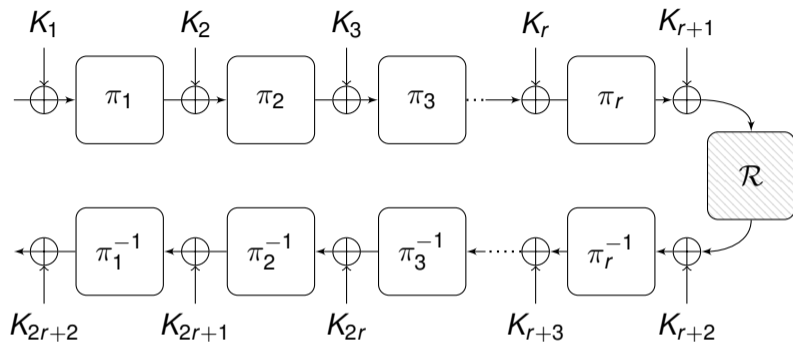 K₁ K₂ K₃ Kᵣ Kᵣ₊₁
π₁ π₂ π₃ ... πᵣ
ℛ
π₁⁻¹ π₂⁻¹ π₃⁻¹ ...... πᵣ⁻¹
K₂ᵣ₊₂ K₂ᵣ₊₁ K₂ᵣ Kᵣ₊₃ Kᵣ₊₂